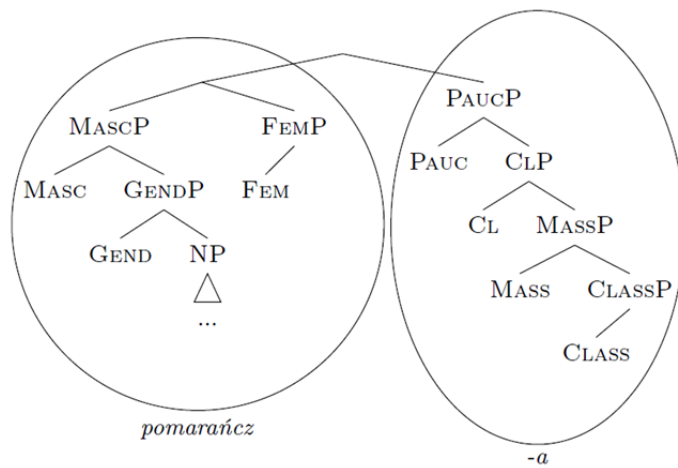 PAUCP
MASCP FEMP
PAUC CLP
MASC GENDP FEM
CL MASSP
GEND NP
MASS CLASSP
...
CLASS
pomarańcz
-a